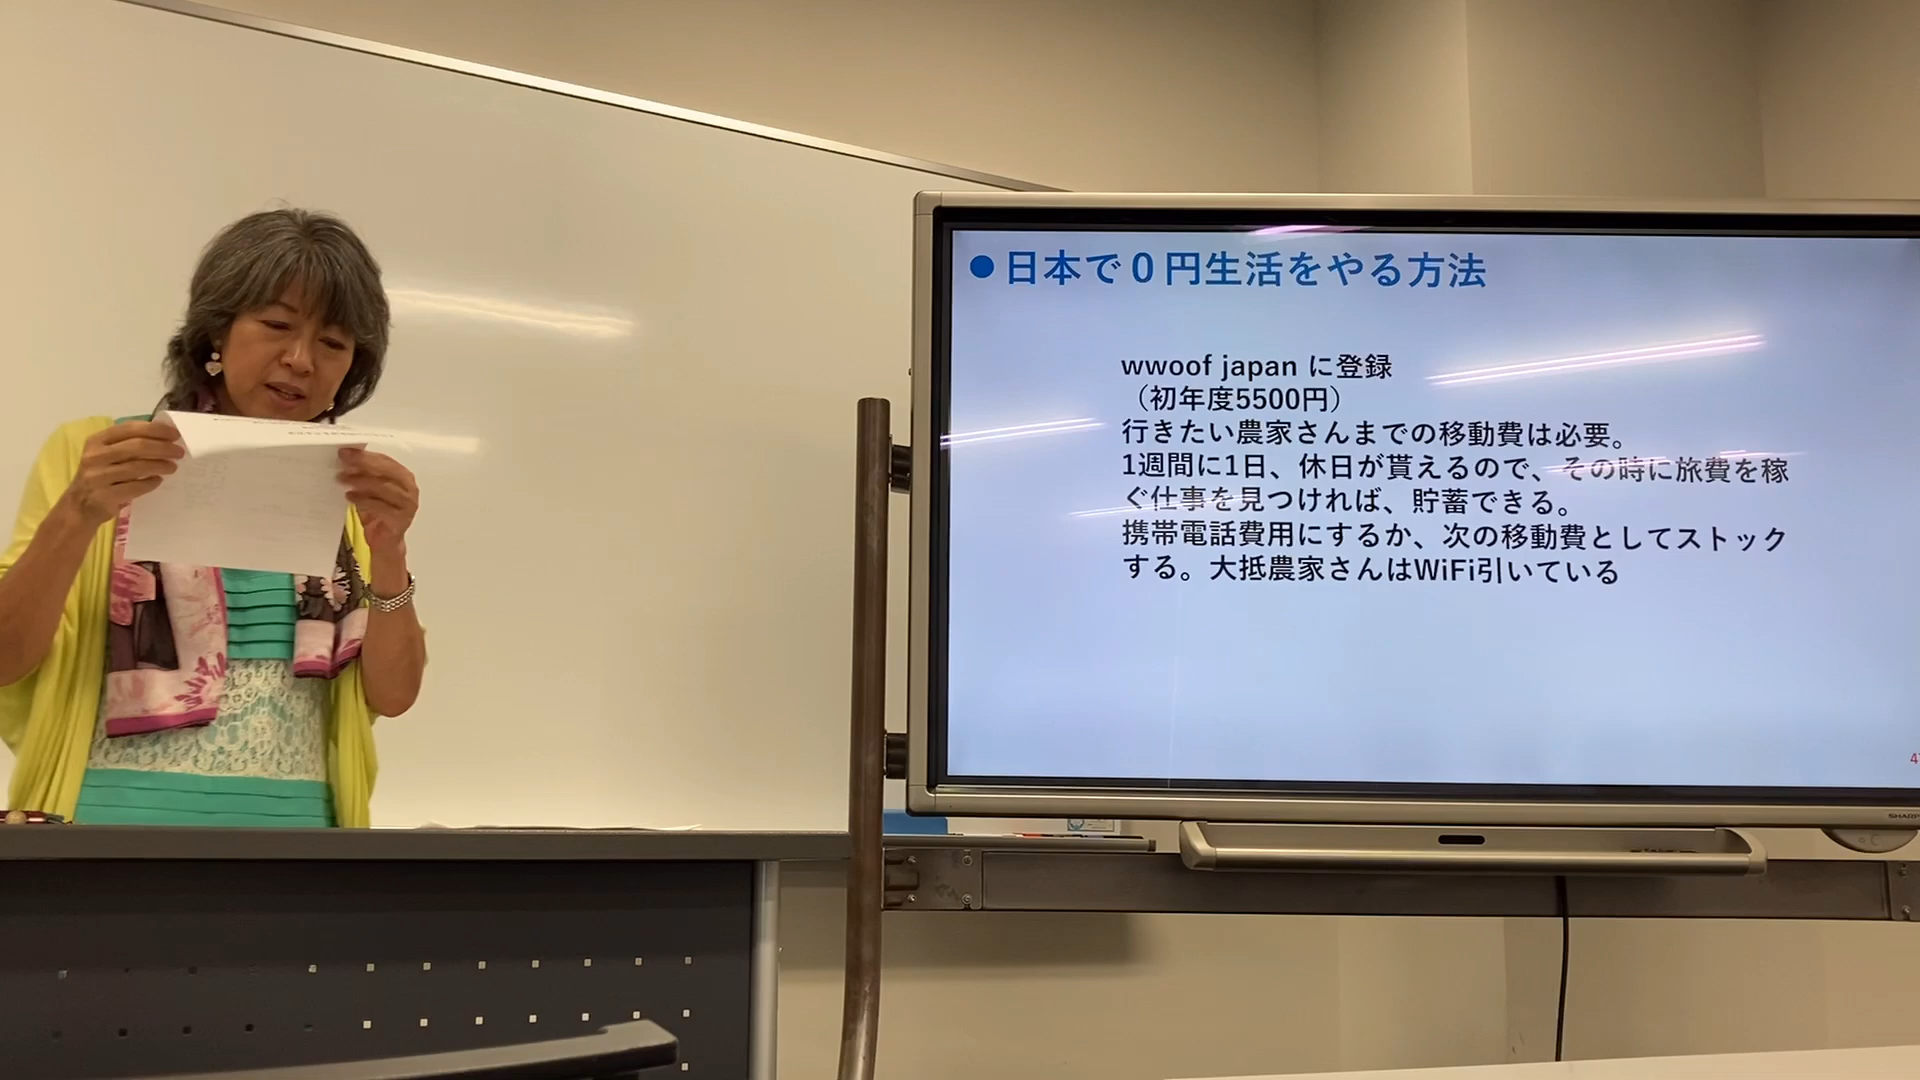 ●日本で０円生活をやる方法
wwoof japan に登録
（初年度5500円）
行きたい農家さんまでの移動費は必要。
1週間に1日、休日が貰えるので、その時に旅費を稼
ぐ仕事を見つければ、貯蓄できる。
携帯電話費用にするか、次の移動費としてストック
する。大抵農家さんはWiFi引いている
SHARP